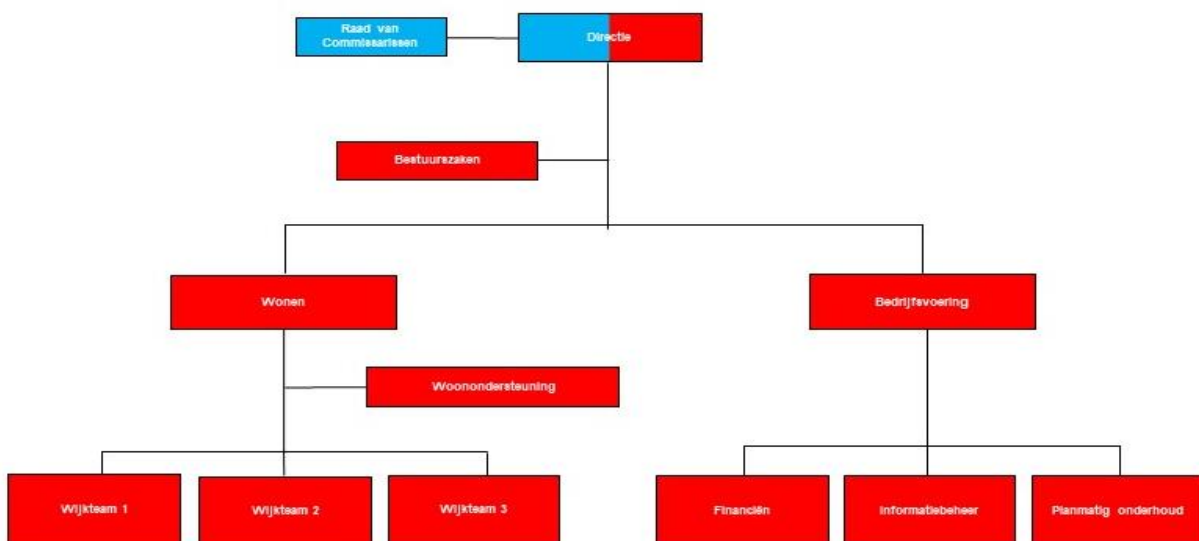 Raad van
Commissarissen
Directie
Bestuurszaken
Wonen
Bedrijfsvoering
Woonondersteuning
Wijkteam 1
Wijkteam 2
Wijkteam 3
Financiën
Informatiebeheer
Planmatig onderhoud